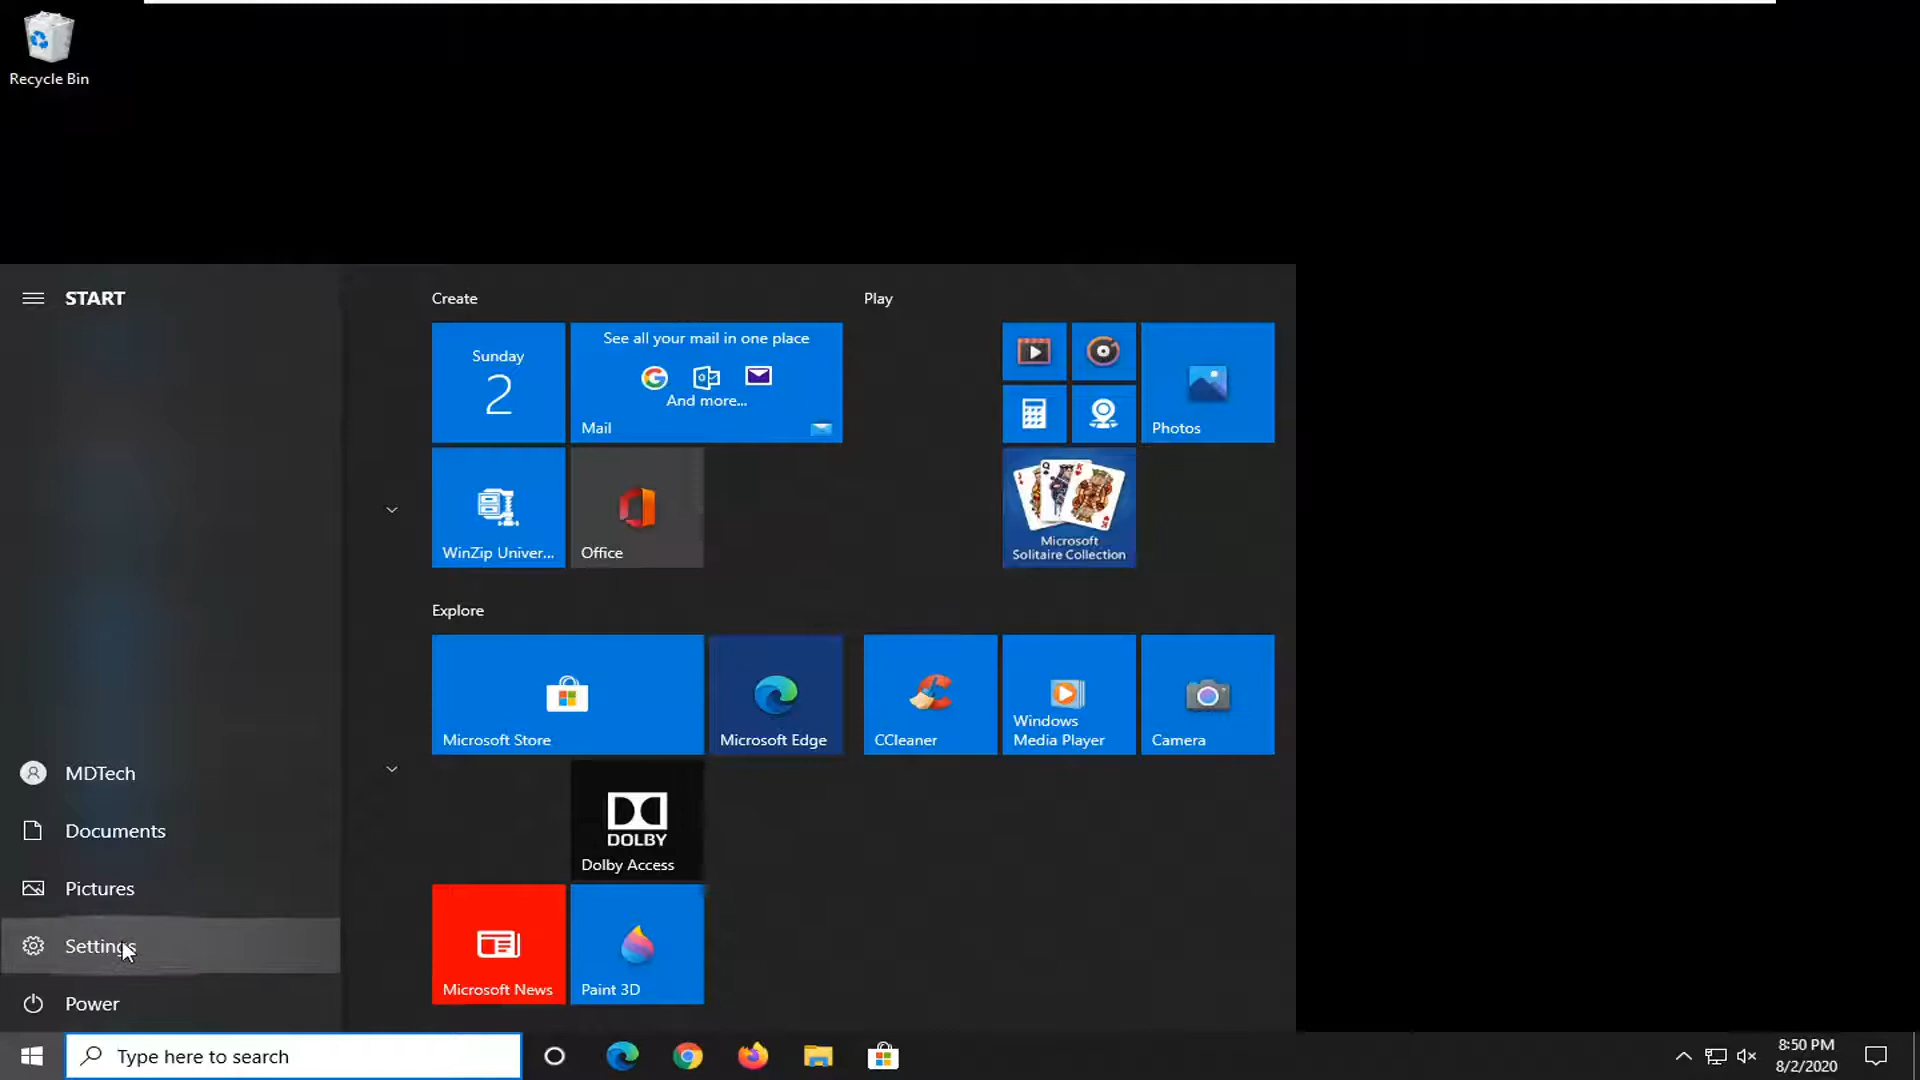 Recycle Bin
START
Create
Play
Sunday
2
See all your mail in one place
And more...
Mail
Photos
WinZip Univer...
Office
Microsoft
Solitaire Collection
Explore
Microsoft Store
Microsoft Edge
CCleaner
Windows
Media Player
Camera
MDTech
Documents
DOLBY
Dolby Access
Pictures
Settings
Microsoft News
Paint 3D
Power
Type here to search
8:50 PM
8/2/2020